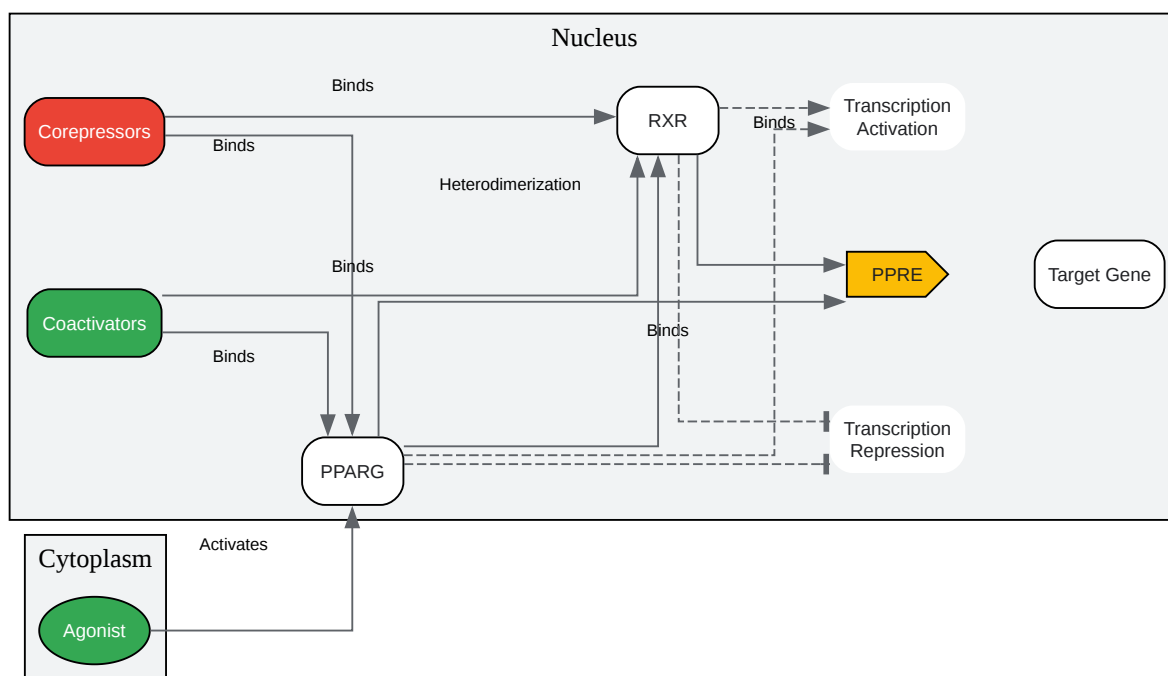 Nucleus
Binds
Corepressors
Binds
RXR
Binds
Transcription
Activation
Heterodimerization
Binds
PPRE
Target Gene
Coactivators
Binds
Binds
Transcription
Repression
PPARG
Activates
Cytoplasm
Agonist